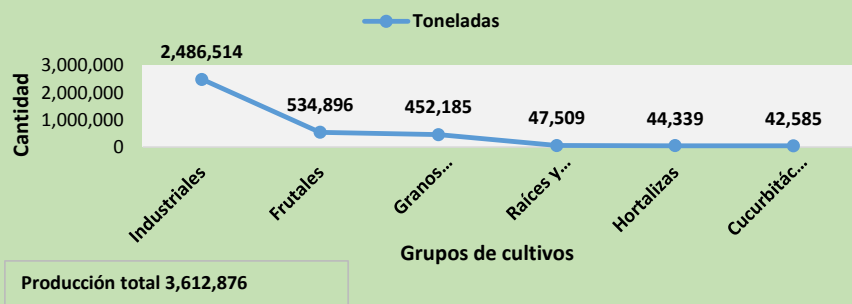 Toneladas
Cantidad
3,000,000
2,000,000
1,000,000
0
2,486,514
534,896
452,185
47,509
44,339
42,585
Industriales
Frutales
Granos...
Raíces y...
Hortalizas
Cucurbitác...
Grupos de cultivos
Producción total 3,612,876